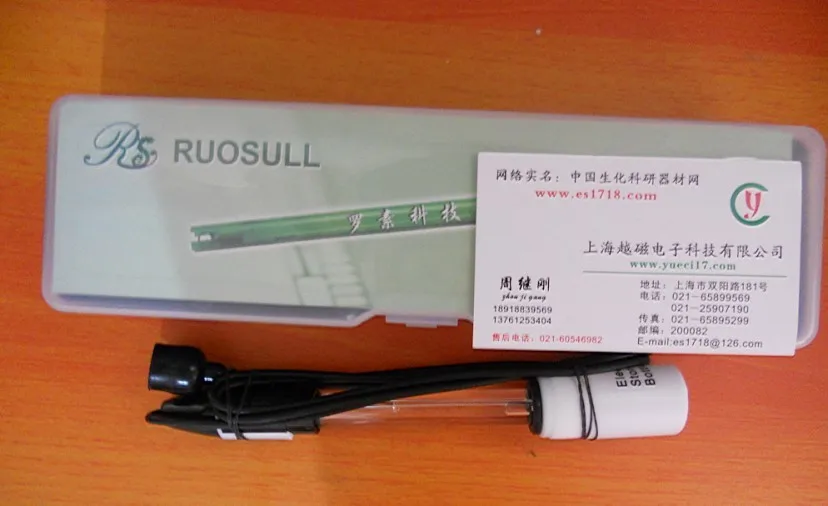 Rs RUOSULL
罗素科技
网络实名：中国生化科研器材网
www.es1718.com
上海越磁电子科技有限公司
www.yueci17.com
周继刚
zhou ji gang
18918839569
13761253404
售后电话：021-60546982
地址：上海市双阳路181号
电话：021-65899569
021-25907190
传真：021-65895299
邮编：200082
E-mail:es1718@126.com